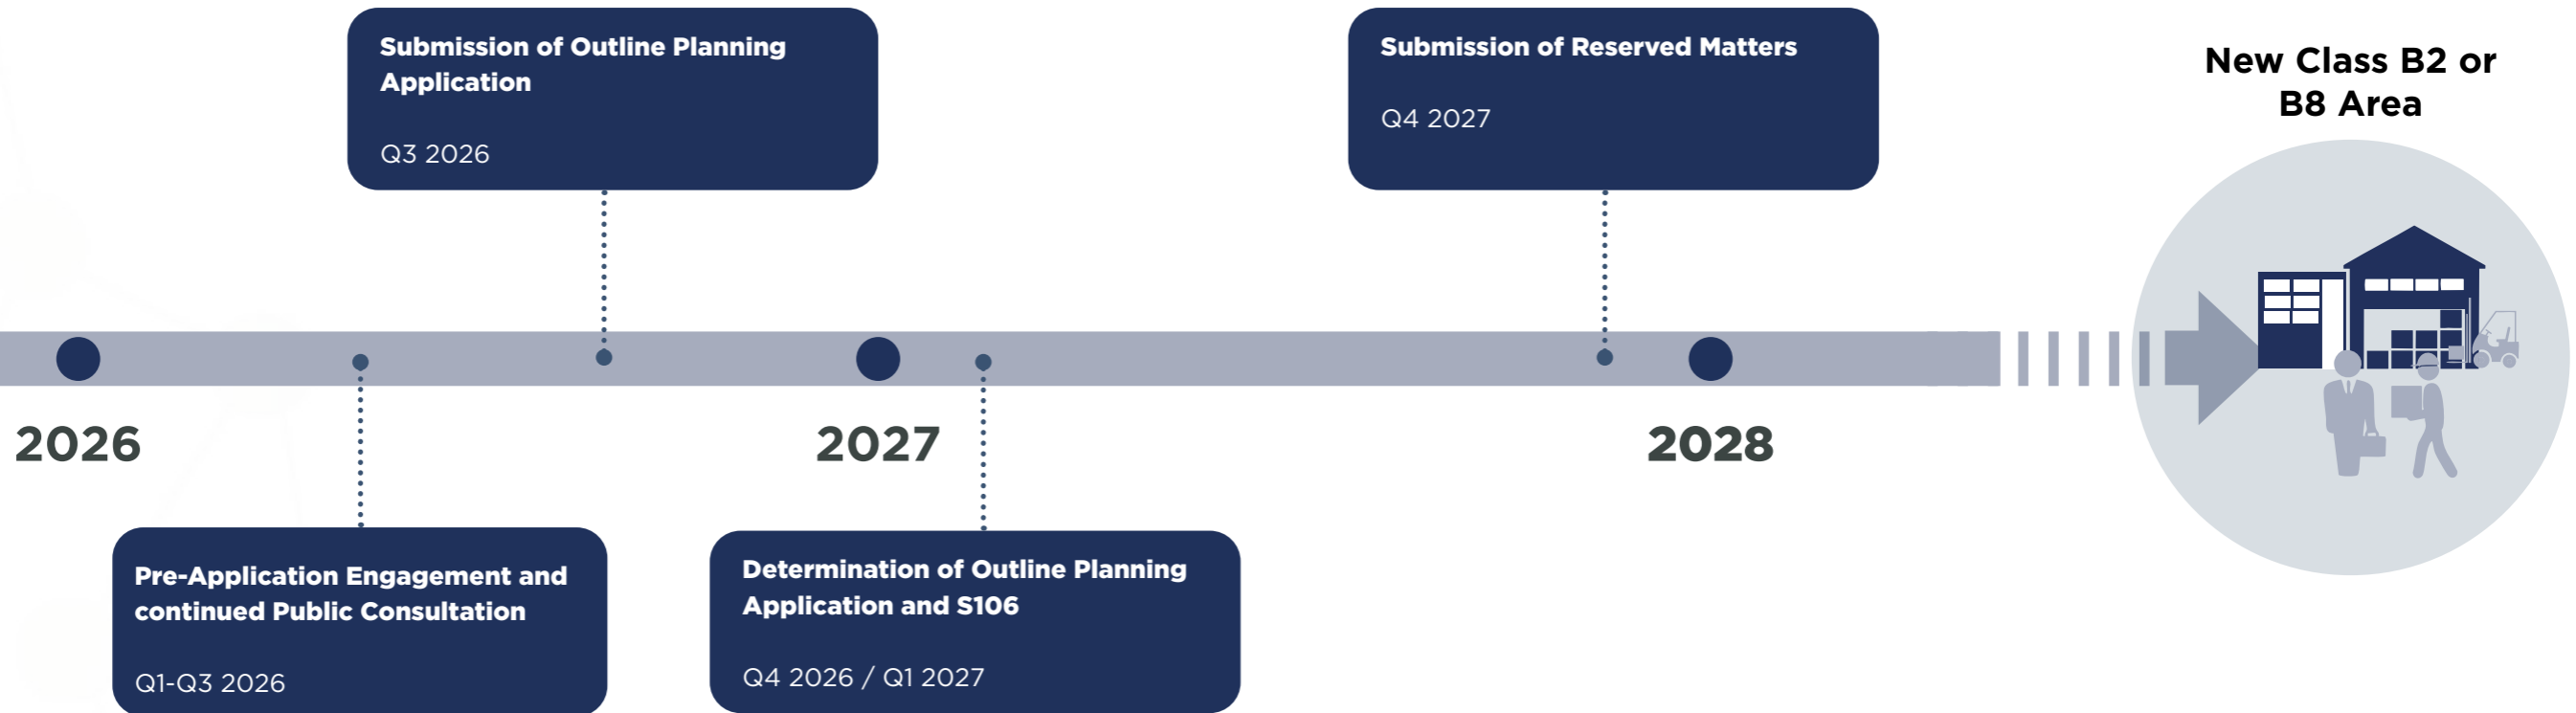 Submission of Outline Planning
Application
Q3 2026
Submission of Reserved Matters
Q4 2027
New Class B2 or
B8 Area
2026
2027
2028
Pre-Application Engagement and
continued Public Consultation
Q1-Q3 2026
Determination of Outline Planning
Application and S106
Q4 2026 / Q1 2027